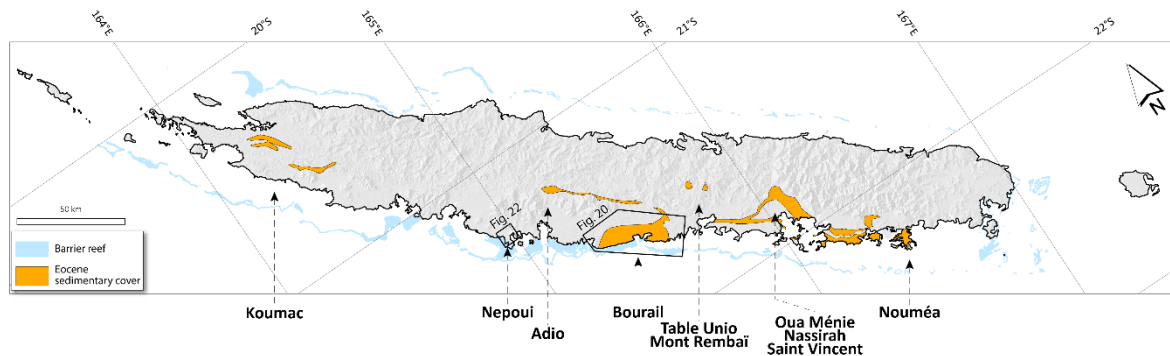 164°E
20°S
165°E
166°E
21°S
167°E
22°S
N
50 km
Barrier reef
Eocene
sedimentary cover
Fig. 22
Fig. 20
Koumac
Nepoui
Adio
Bourail
Table Unio
Mont Rembaï
Oua Ménie
Nassirah
Saint Vincent
Nouméa